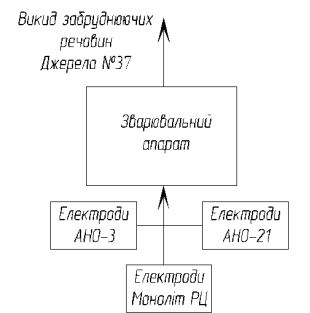 Викид забруднюючих
речовин
Джерела №37
Зварювальний
апарат
Електроди
АНО-3
Електроди
АНО-21
Електроди
Моноліт РЦ